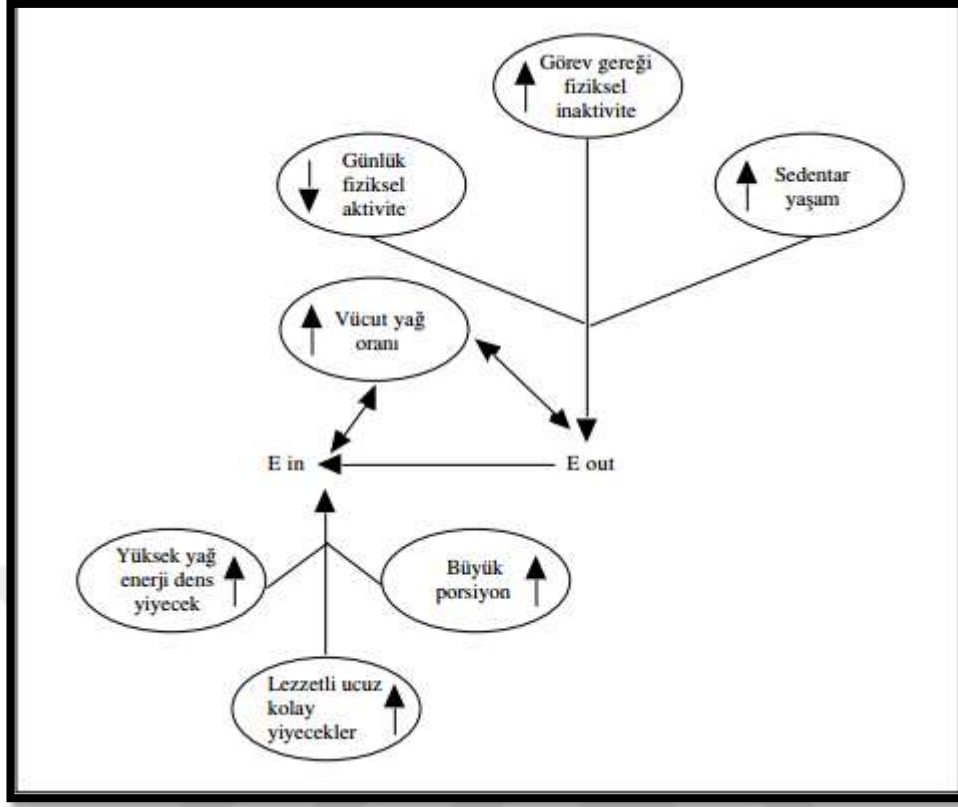 Görev gereği
fiziksel
inaktivite
Günlük
fiziksel
aktivite
Sedentar
yaşam
Vücut yağ
oranı
E in
E out
Yüksek yağ
enerji dens
yiyecek
Büyük
porsiyon
Lezzetli ucuz
kolay
yiyecekler